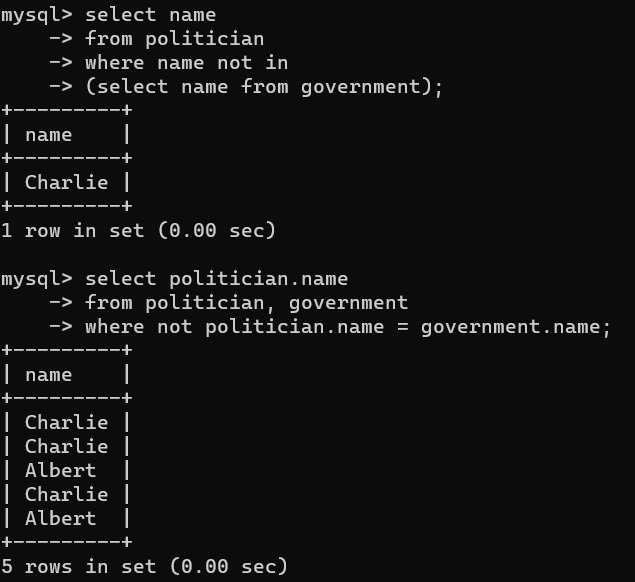 mysql> select name
    -> from politician
    -> where name not in
    -> (select name from government);
+---------+
| name    |
+---------+
| Charlie |
+---------+
1 row in set (0.00 sec)

mysql> select politician.name
    -> from politician, government
    -> where not politician.name = government.name;
+---------+
| name    |
+---------+
| Charlie |
| Charlie |
| Albert  |
| Charlie |
| Albert  |
+---------+
5 rows in set (0.00 sec)